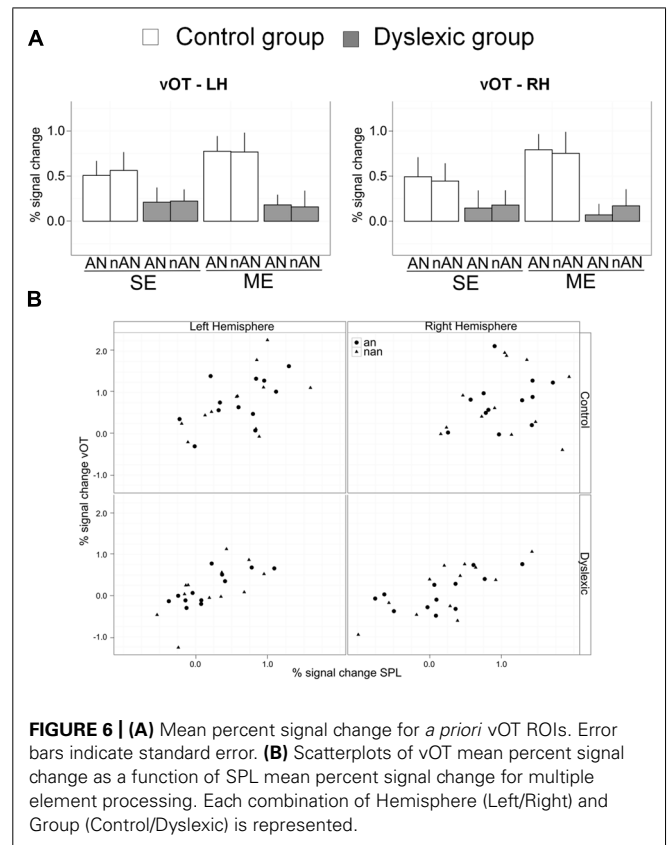 A
Control group Dyslexic group
vOT - LH
vOT - RH
% signal change
1.0
0.5
0.0
AN nAN AN nAN AN nAN AN nAN
SE ME
% signal change
1.0
0.5
0.0
AN nAN AN nAN AN nAN AN nAN
SE ME
B
Left Hemisphere Right Hemisphere
an
nan
Control
Dyslexic
% signal change vOT
2.0
1.0
0.0
-1.0
2.0
1.0
0.0
-1.0
0.0 1.0 0.0 1.0
% signal change SPL
FIGURE 6 | (A) Mean percent signal change for a priori vOT ROIs. Error
bars indicate standard error. (B) Scatterplots of vOT mean percent signal
change as a function of SPL mean percent signal change for multiple
element processing. Each combination of Hemisphere (Left/Right) and
Group (Control/Dyslexic) is represented.